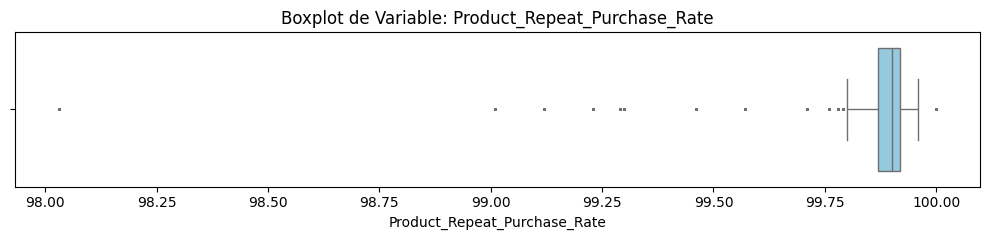 Boxplot de Variable: Product_Repeat_Purchase_Rate
98.00 98.25 98.50 98.75 99.00 99.25 99.50 99.75 100.00
Product_Repeat_Purchase_Rate